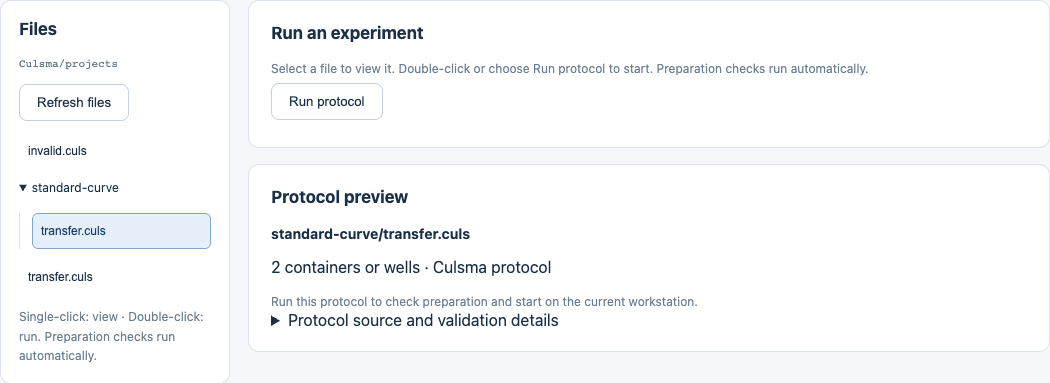 Files
Culsma/projects
Refresh files
invalid.culs
▼ standard-curve
transfer.culs
transfer.culs
Single-click: view · Double-click:
run. Preparation checks run
automatically.
Run an experiment
Select a file to view it. Double-click or choose Run protocol to start. Preparation checks run automatically.
Run protocol
Protocol preview
standard-curve/transfer.culs
2 containers or wells · Culsma protocol
Run this protocol to check preparation and start on the current workstation.
▶ Protocol source and validation details